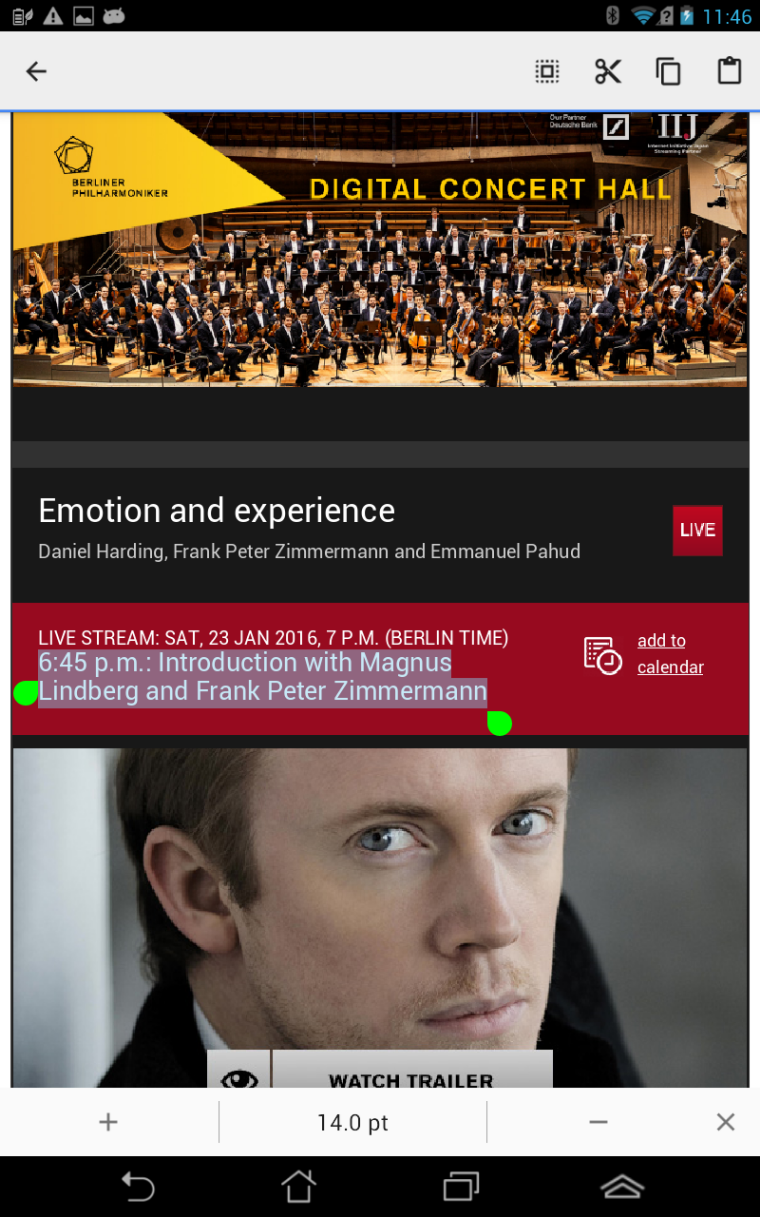 11:46
Our Partner
Deutsche Bank
IIJ
Internet Initiative Japan
Streaming Partner
BERLINER
PHILHARMONIKER
DIGITAL CONCERT HALL
Emotion and experience
Daniel Harding, Frank Peter Zimmermann and Emmanuel Pahud
LIVE
LIVE STREAM: SAT, 23 JAN 2016, 7 P.M. (BERLIN TIME)
6:45 p.m.: Introduction with Magnus
Lindberg and Frank Peter Zimmermann
add to
calendar
WATCH TRAILER
14.0 pt